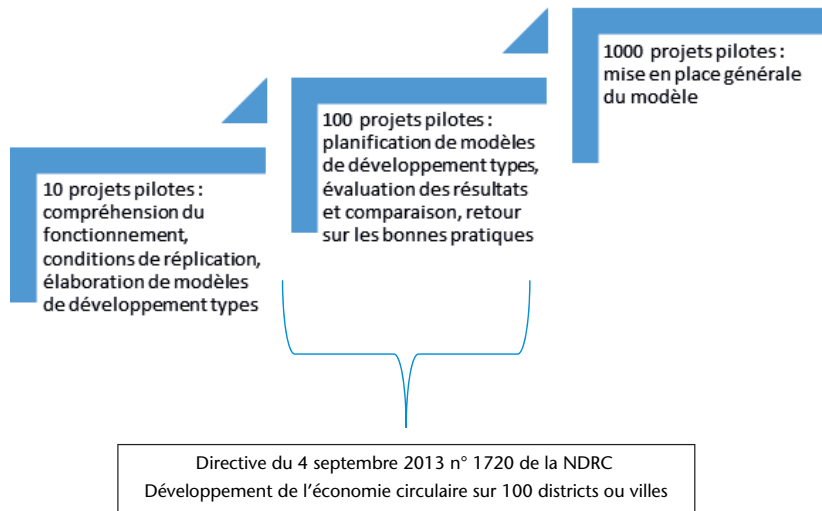 10 projets pilotes :
compréhension du
fonctionnement,
conditions de réplication,
élaboration de modèles
de développement types
100 projets pilotes :
planification de modèles
de développement types,
évaluation des résultats
et comparaison, retour
sur les bonnes pratiques
1000 projets pilotes :
mise en place générale
du modèle
Directive du 4 septembre 2013 n° 1720 de la NDRC
Développement de l’économie circulaire sur 100 districts ou villes